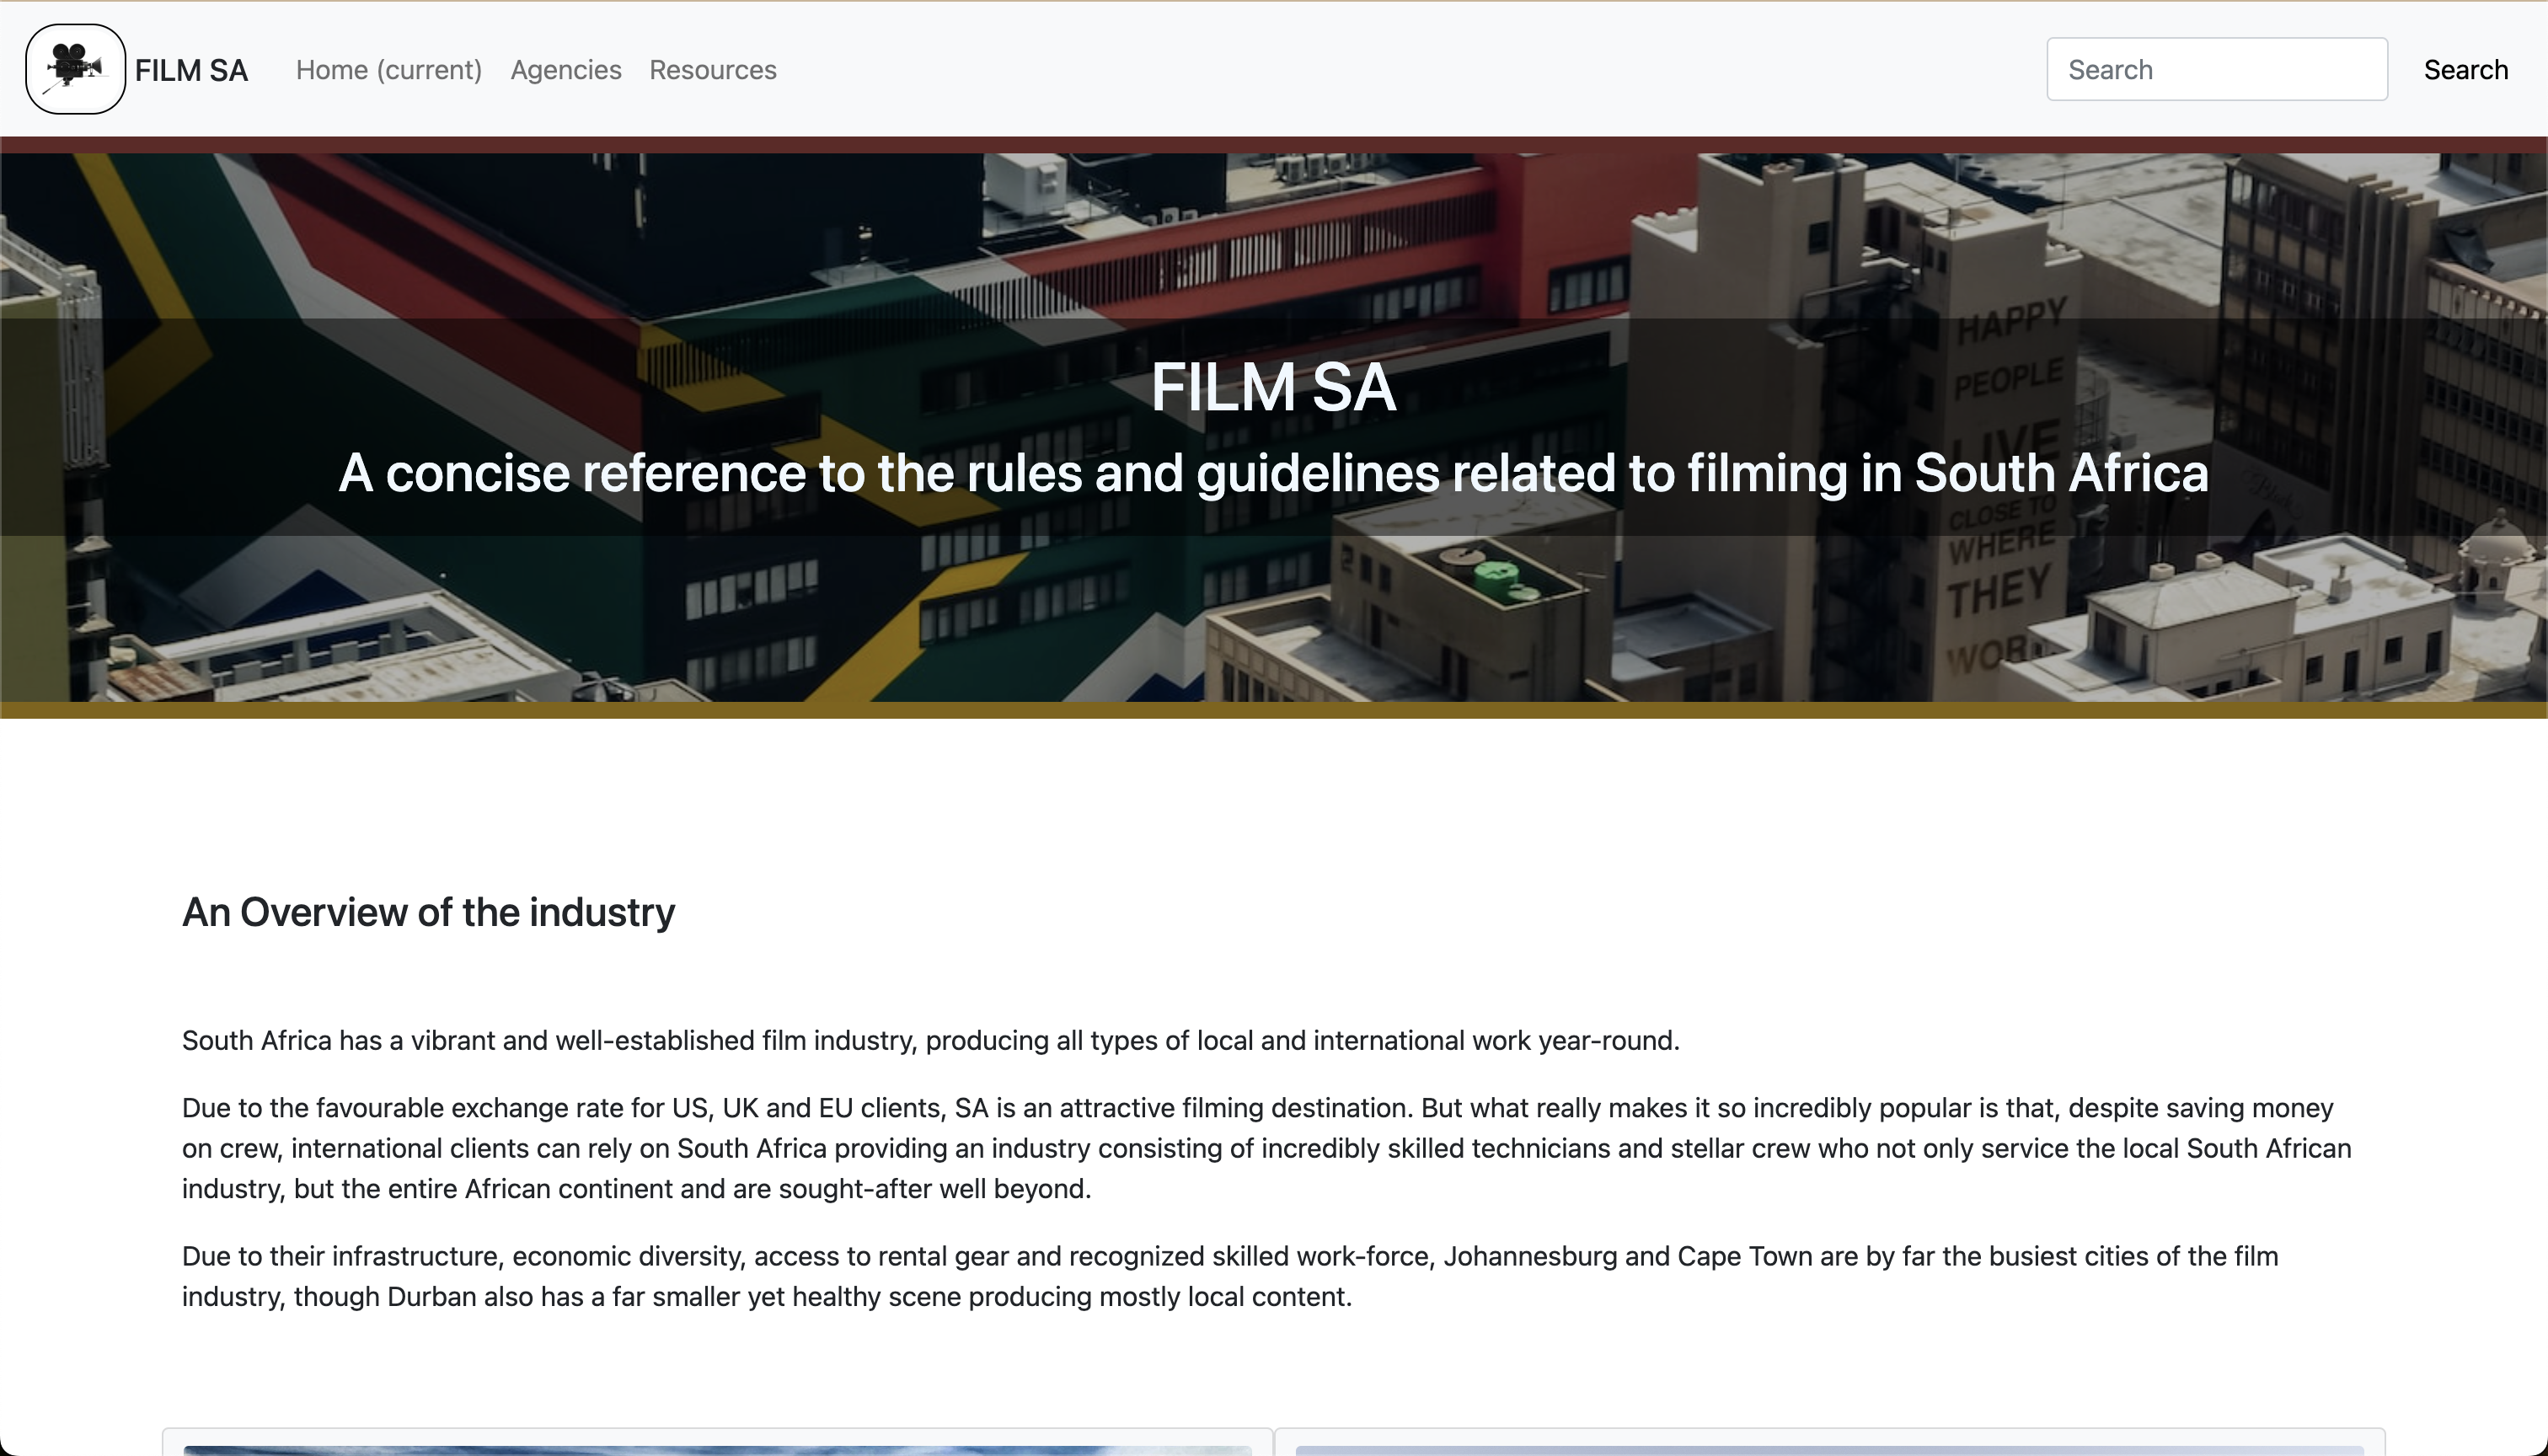 FILM SA
Home (current)
Agencies
Resources
Search
Search
HAPPY
PEOPLE
LIVE
CLOSE TO
WHERE
THEY
FILM SA
A concise reference to the rules and guidelines related to filming in South Africa
An Overview of the industry
South Africa has a vibrant and well-established film industry, producing all types of local and international work year-round.
Due to the favourable exchange rate for US, UK and EU clients, SA is an attractive filming destination. But what really makes it so incredibly popular is that, despite saving money
on crew, international clients can rely on South Africa providing an industry consisting of incredibly skilled technicians and stellar crew who not only service the local South African
industry, but the entire African continent and are sought-after well beyond.
Due to their infrastructure, economic diversity, access to rental gear and recognized skilled work-force, Johannesburg and Cape Town are by far the busiest cities of the film
industry, though Durban also has a far smaller yet healthy scene producing mostly local content.